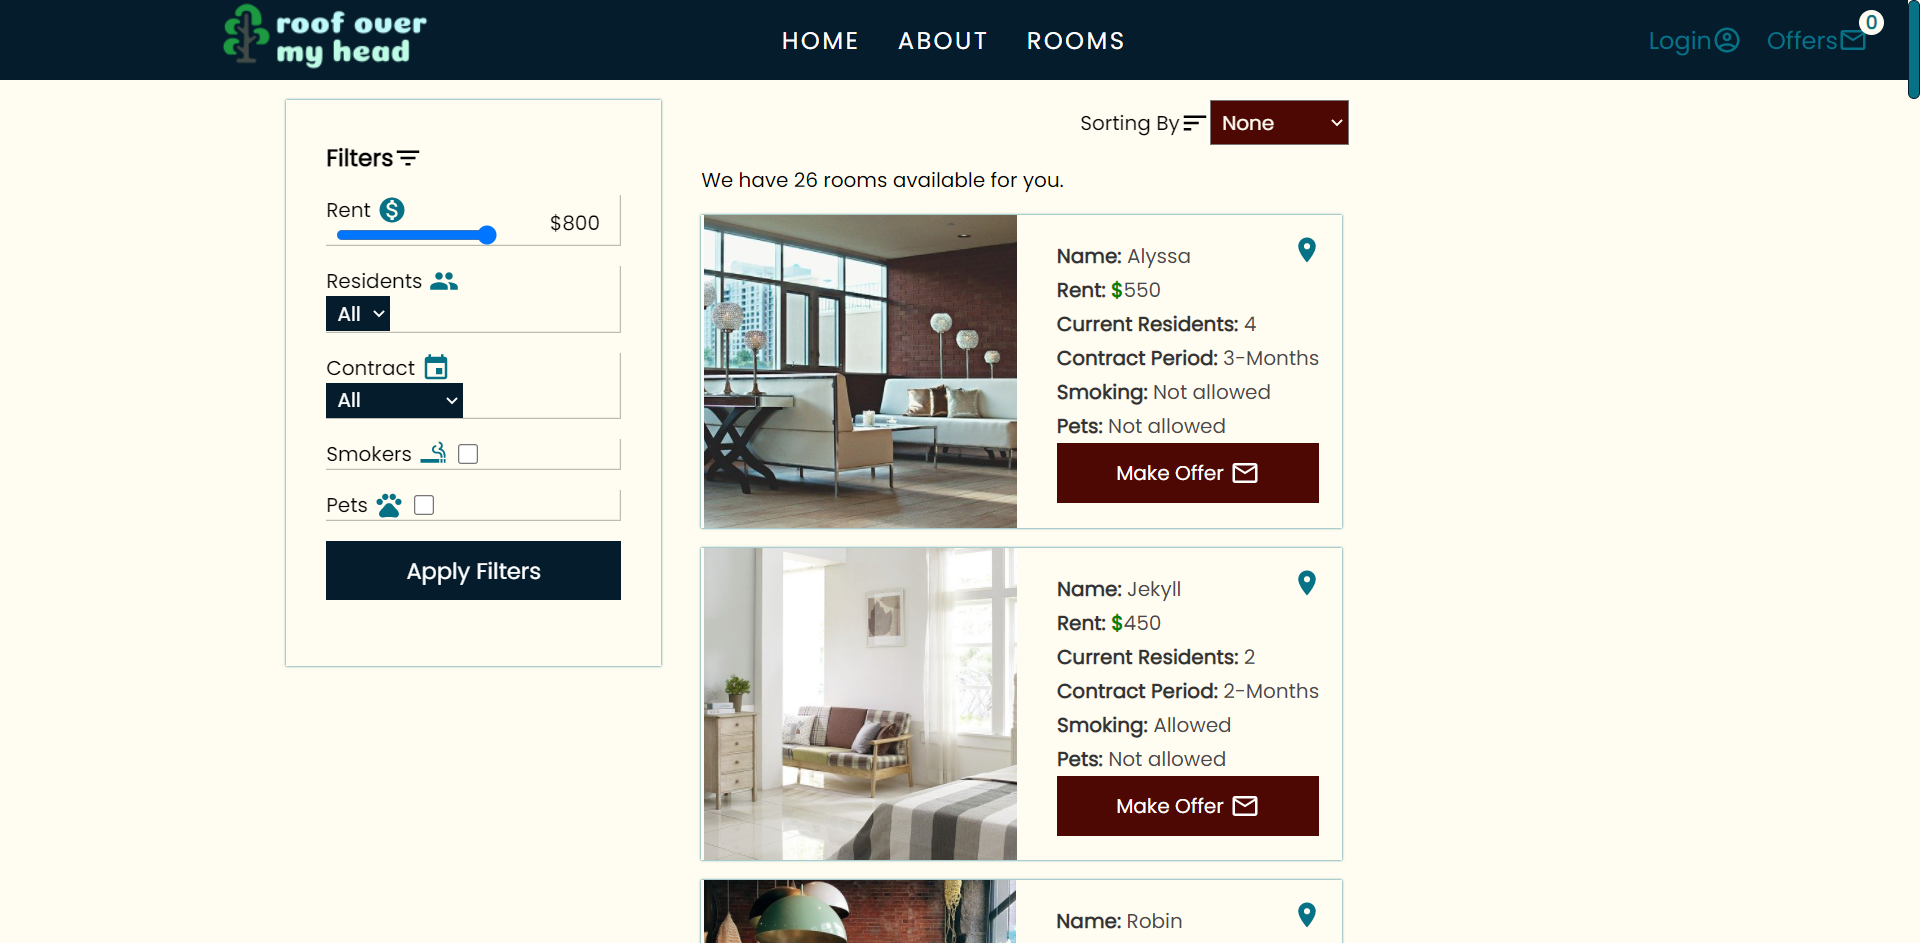 roof over
my head
HOME ABOUT ROOMS
Login Offers 0
Filters
Rent $
$800
Residents
All
Contract
All
Smokers
Pets
Apply Filters
Sorting By None
We have 26 rooms available for you.
Name: Alyssa
Rent: $550
Current Residents: 4
Contract Period: 3-Months
Smoking: Not allowed
Pets: Not allowed
Make Offer
Name: Jekyll
Rent: $450
Current Residents: 2
Contract Period: 2-Months
Smoking: Allowed
Pets: Not allowed
Make Offer
Name: Robin